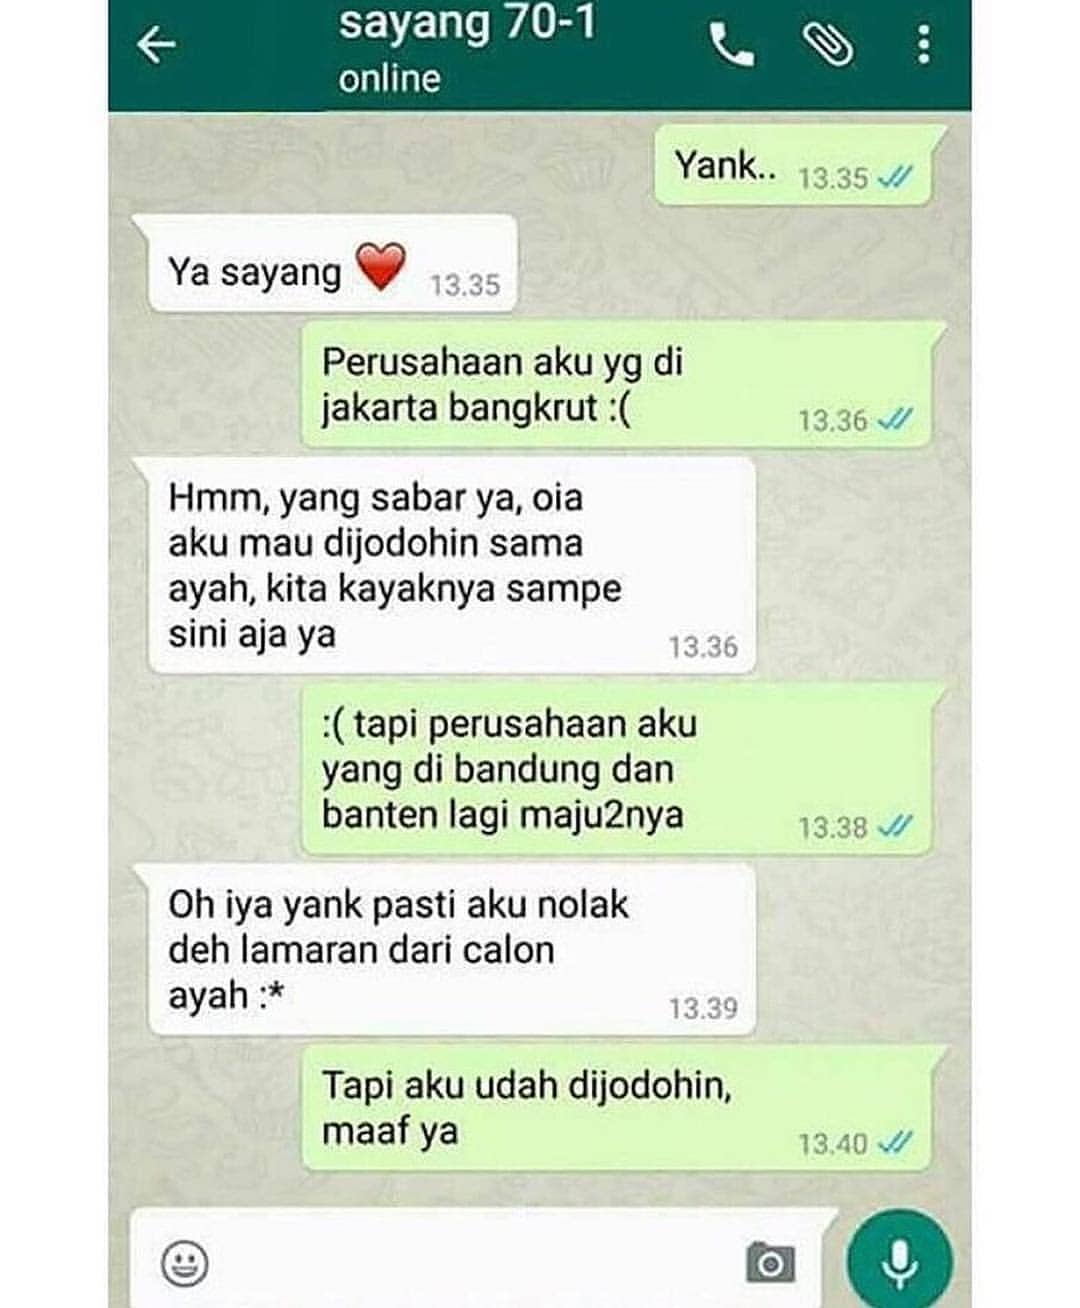 sayang 70-1
online
Yank.. 13.35
Ya sayang ❤️ 13.35
Perusahaan aku yg di
jakarta bangkrut :( 13.36
Hmm, yang sabar ya, oia
aku mau dijodohin sama
ayah, kita kayaknya sampe
sini aja ya 13.36
:( tapi perusahaan aku
yang di bandung dan
banten lagi maju2nya 13.38
Oh iya yank pasti aku nolak
deh lamaran dari calon
ayah :* 13.39
Tapi aku udah dijodohin,
maaf ya 13.40